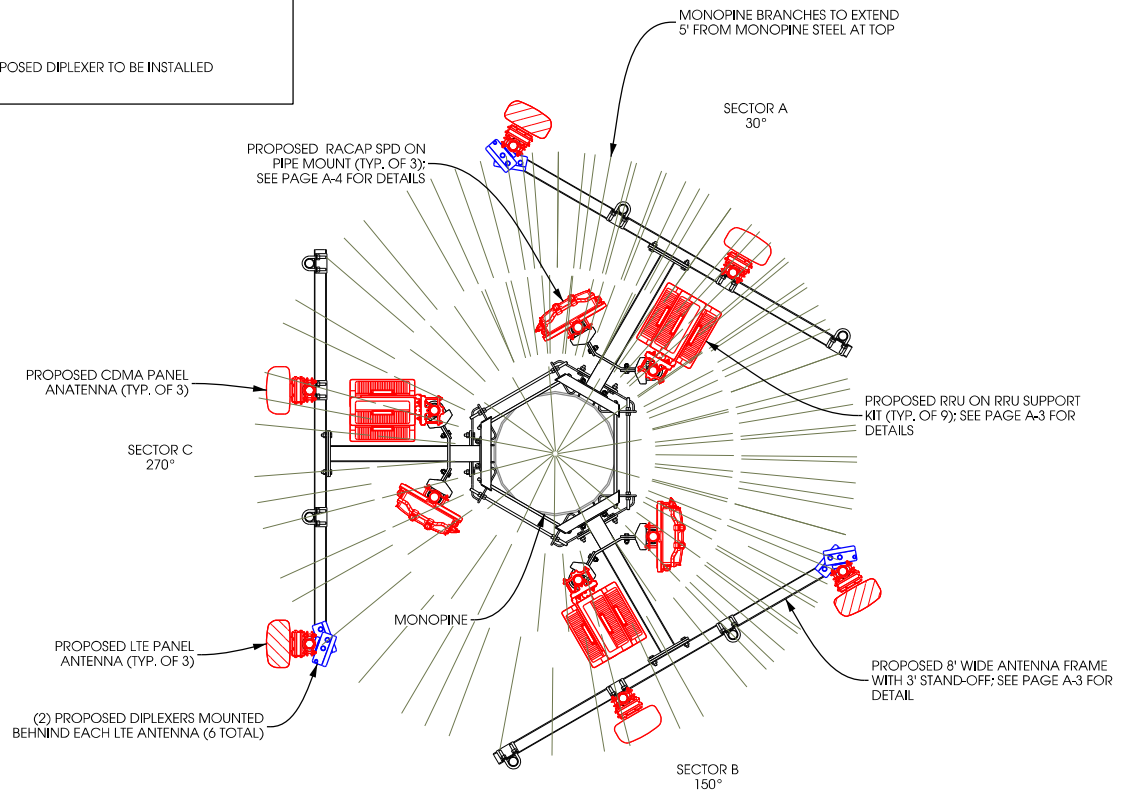 MONOPINE BRANCHES TO EXTEND
5' FROM MONOPINE STEEL AT TOP
POSED DIPLEXER TO BE INSTALLED
SECTOR A
30°
PROPOSED RACAP SPD ON
PIPE MOUNT (TYP. OF 3);
SEE PAGE A-4 FOR DETAILS
PROPOSED CDMA PANEL
ANATENNA (TYP. OF 3)
PROPOSED RRU ON RRU SUPPORT
KIT (TYP. OF 9); SEE PAGE A-3 FOR
DETAILS
SECTOR C
270°
MONOPINE
PROPOSED LTE PANEL
ANTENNA (TYP. OF 3)
PROPOSED 8' WIDE ANTENNA FRAME
WITH 3' STAND-OFF; SEE PAGE A-3 FOR
DETAIL
(2) PROPOSED DIPLEXERS MOUNTED
BEHNIND EACH LTE ANTENNA (6 TOTAL)
SECTOR B
150°